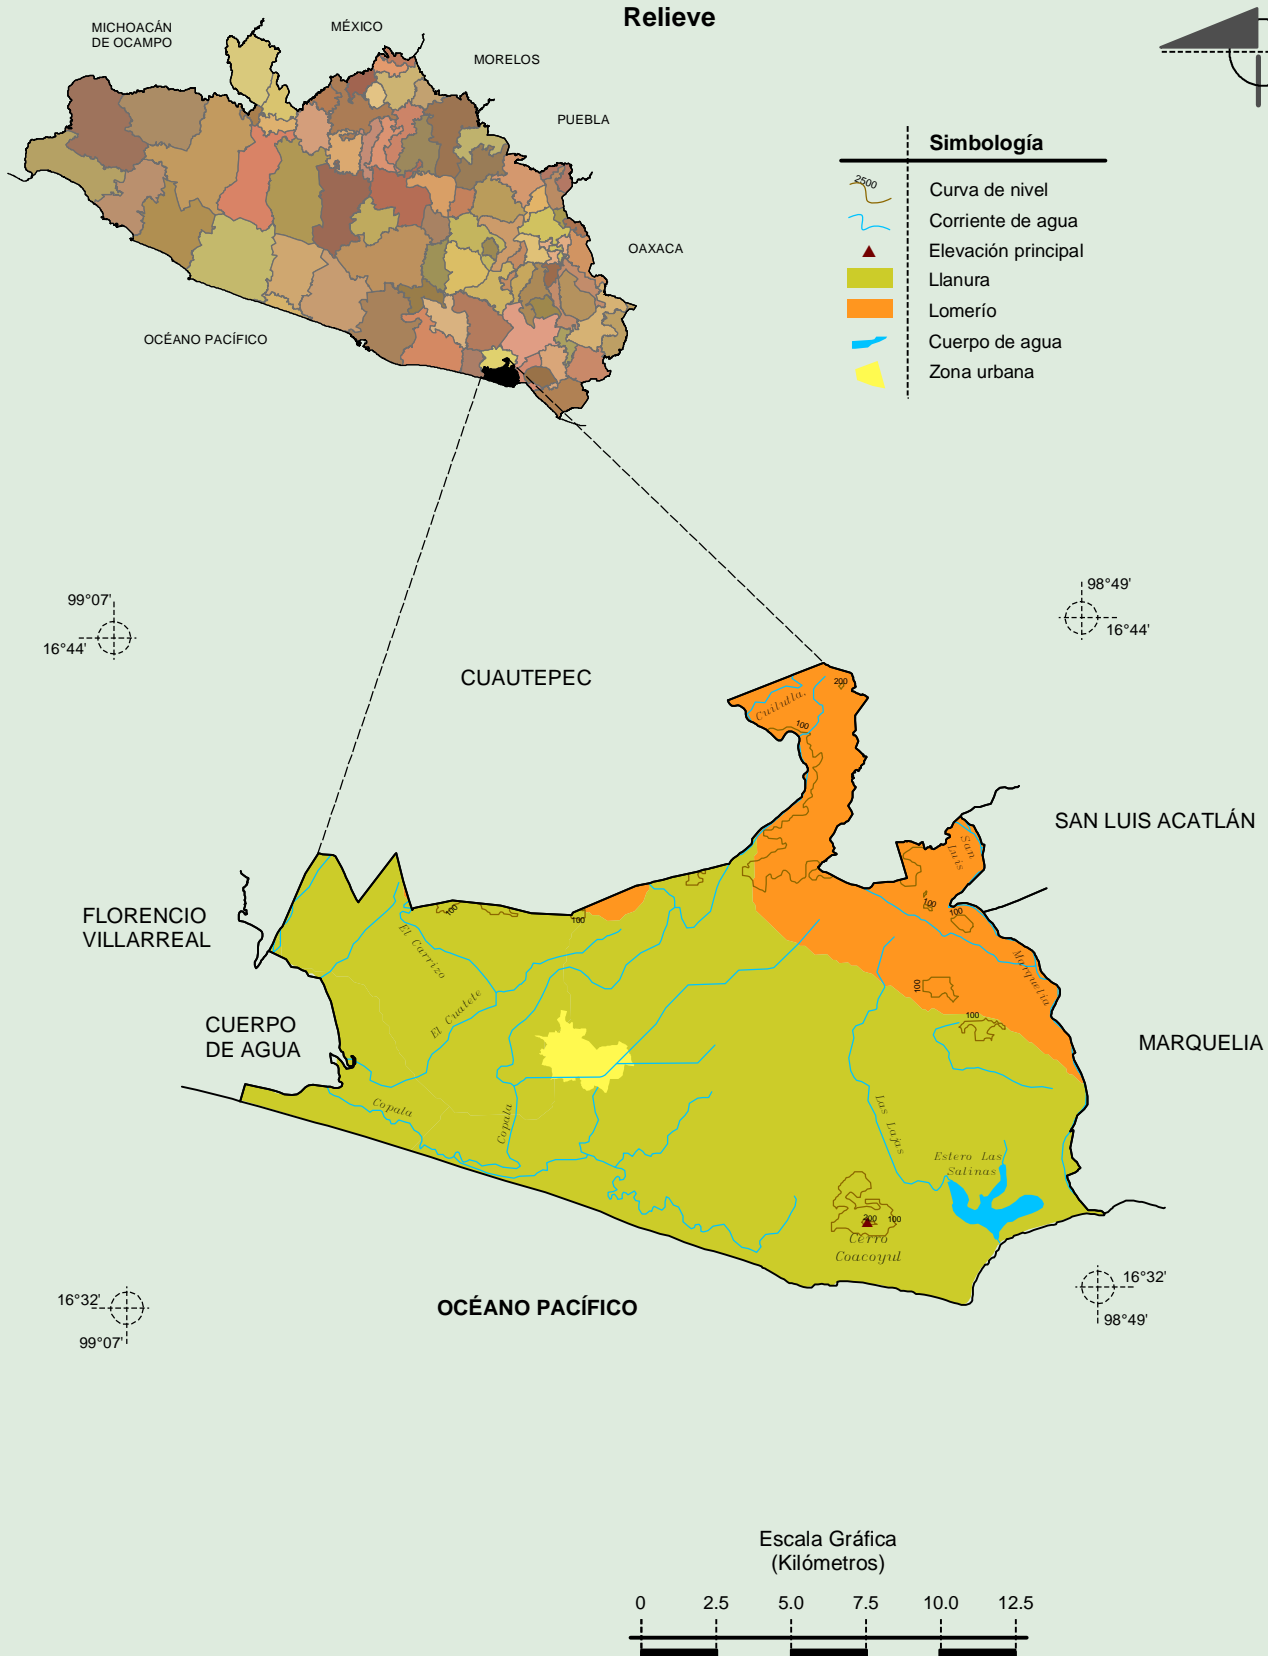 Relieve
MICHOACÁN
DE OCAMPO
MÉXICO
MORELOS
PUEBLA
OAXACA
OCÉANO PACÍFICO
Simbología
2500
Curva de nivel
Corriente de agua
Elevación principal
Llanura
Lomerío
Cuerpo de agua
Zona urbana
99°07'
16°44'
98°49'
16°44'
CUAUTEPEC
200
Cuilutla.
100
SAN LUIS ACATLÁN
San
Luis
FLORENCIO
VILLARREAL
100
100
100
100
El Carrizo
Marquelia
El Cuatete
100
100
CUERPO
DE AGUA
MARQUELIA
Copala
Copala
Las Lajas
Estero Las
Salinas
200
100
Cerro
Coacoyul
16°32'
99°07'
OCÉANO PACÍFICO
16°32'
98°49'
Escala Gráfica
(Kilómetros)
0 2.5 5.0 7.5 10.0 12.5